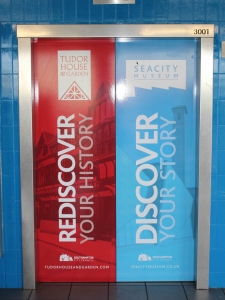 3001
TUDOR
HOUSE
& GARDEN
REDISCOVER
YOUR HISTORY
TUDORHOUSEANDGARDEN.COM
SEACITY
MUSEUM
DISCOVER
YOUR STORY
SEACITYMUSEUM.CO.UK